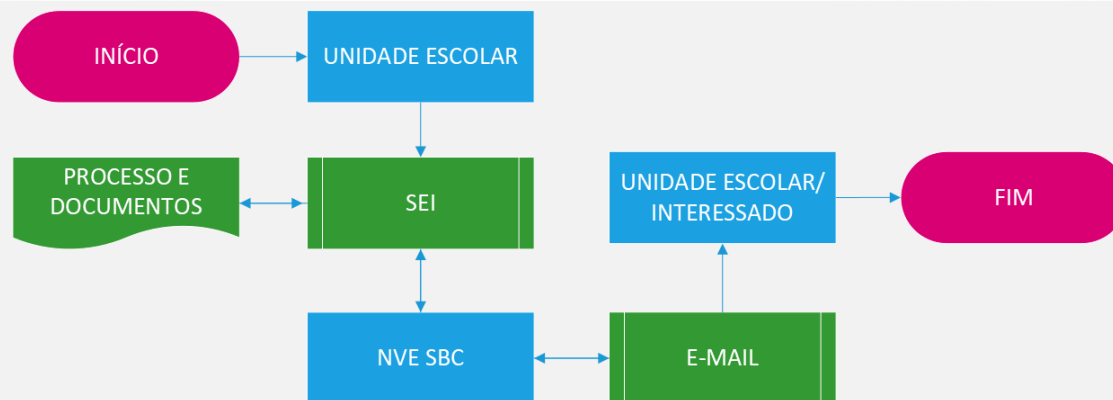 INÍCIO
UNIDADE ESCOLAR
PROCESSO E
DOCUMENTOS
SEI
UNIDADE ESCOLAR/
INTERESSADO
FIM
NVE SBC
E-MAIL